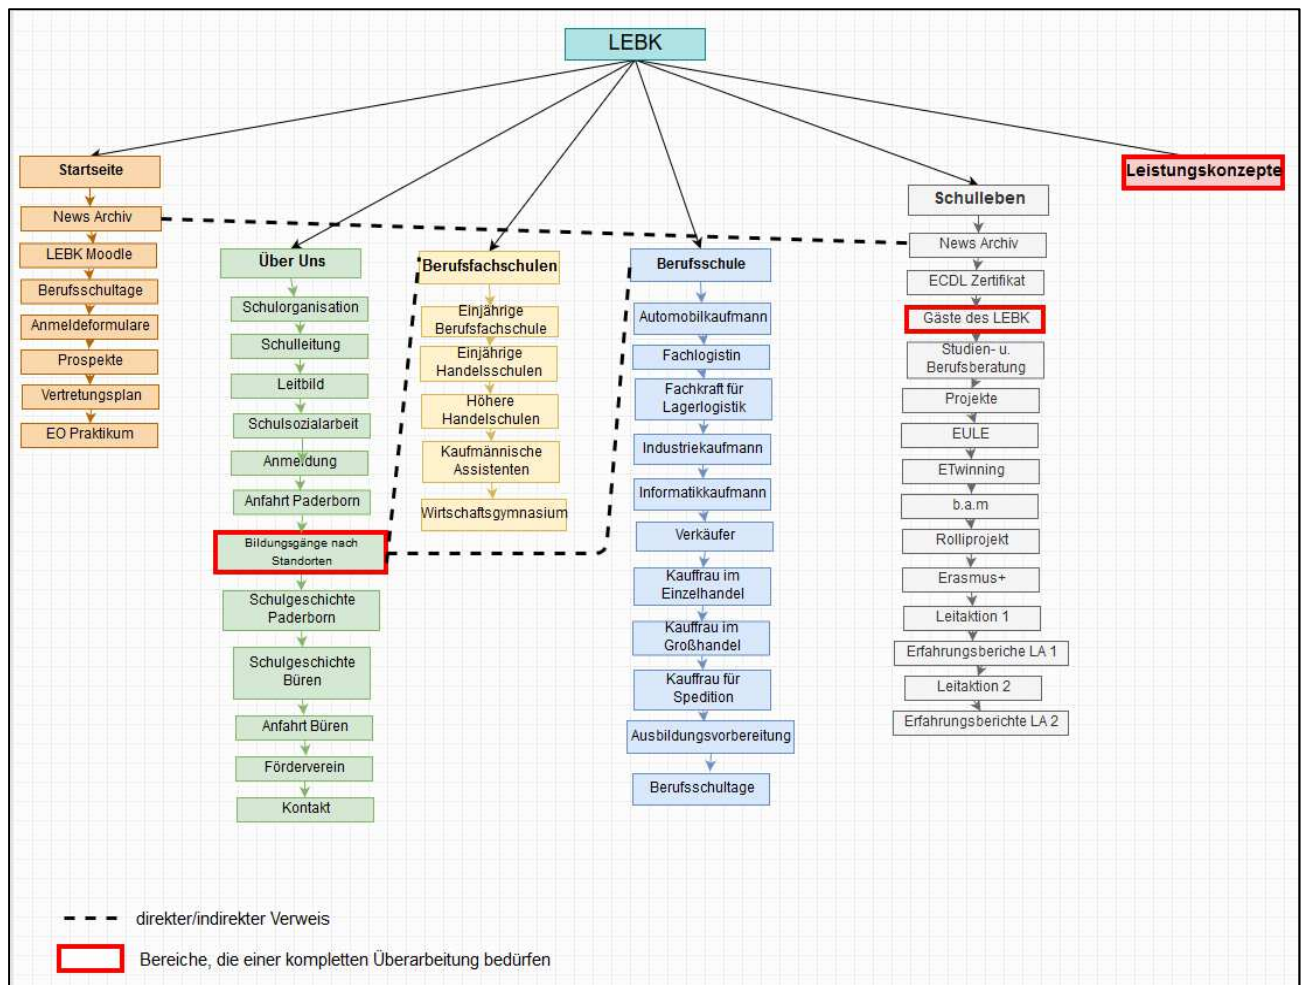 LEBK
Startseite
News Archiv
LEBK Moodle
Berufsschultage
Anmeldeformulare
Prospekte
Vertretungsplan
EO Praktikum
Über Uns
Schulorganisation
Schulleitung
Leitbild
Schulsozialarbeit
Anmeldung
Anfahrt Paderborn
Bildungsgänge nach
Standorten
Schulgeschichte
Paderborn
Schulgeschichte
Büren
Anfahrt Büren
Förderverein
Kontakt
Berufsfachschulen
Einjährige
Berufsfachschule
Einjährige
Handelsschulen
Höhere
Handelschulen
Kaufmännische
Assistenten
Wirtschaftsgymnasium
Berufsschule
Automobilkaufmann
Fachlogistin
Fachkraft für
Lagerlogistik
Industriekaufmann
Informatikkaufmann
Verkäufer
Kauffrau im
Einzelhandel
Kauffrau im
Großhandel
Kauffrau für
Spedition
Ausbildungsvorbereitung
Berufsschultage
Schulleben
News Archiv
ECDL Zertifikat
Gäste des LEBK
Studien- u.
Berufsberatung
Projekte
EULE
ETwinning
b.a.m
Rolliprojekt
Erasmus+
Leitaktion 1
Erfahrungsberiche LA 1
Leitaktion 2
Erfahrungsberichte LA 2
Leistungskonzepte
direkter/indirekter Verweis
Bereiche, die einer kompletten Überarbeitung bedürfen